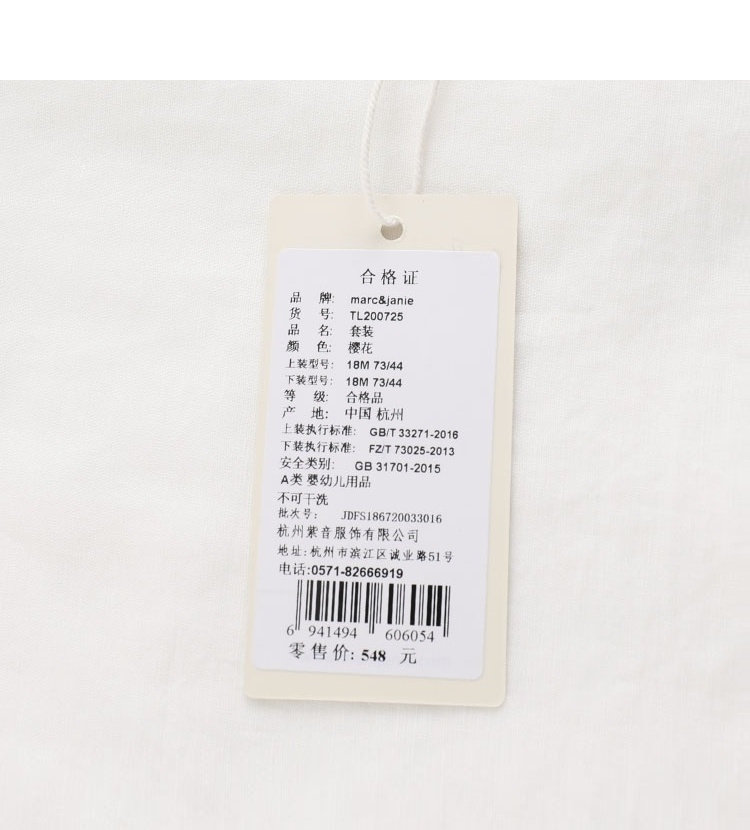 合格证
品 牌: marc&janie
货 号: TL200725
品 名: 套装
颜 色: 樱花
上装型号: 18M 73/44
下装型号: 18M 73/44
等 级: 合格品
产 地: 中国 杭州
上装执行标准: GB/T 33271-2016
下装执行标准: FZ/T 73025-2013
安全类别: GB 31701-2015
A类 婴幼儿用品
不可干洗
批次号: JDFS186720033016
杭州紫音服饰有限公司
地址:杭州市滨江区诚业路51号
电话:0571-82666919
6 941494 606054
零售价: 548 元